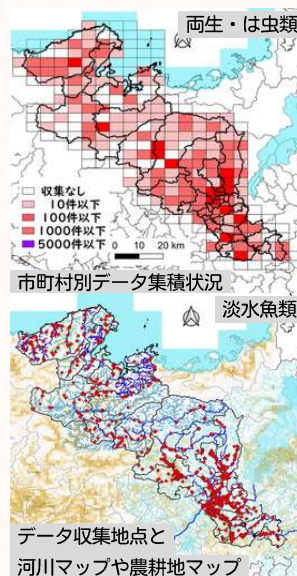 両生・は虫類
収集なし
10件以下
100件以下
1000件以下
5000件以下
0 10 20 km
市町村別データ集積状況
淡水魚類
データ収集地点と
河川マップや農耕地マップ